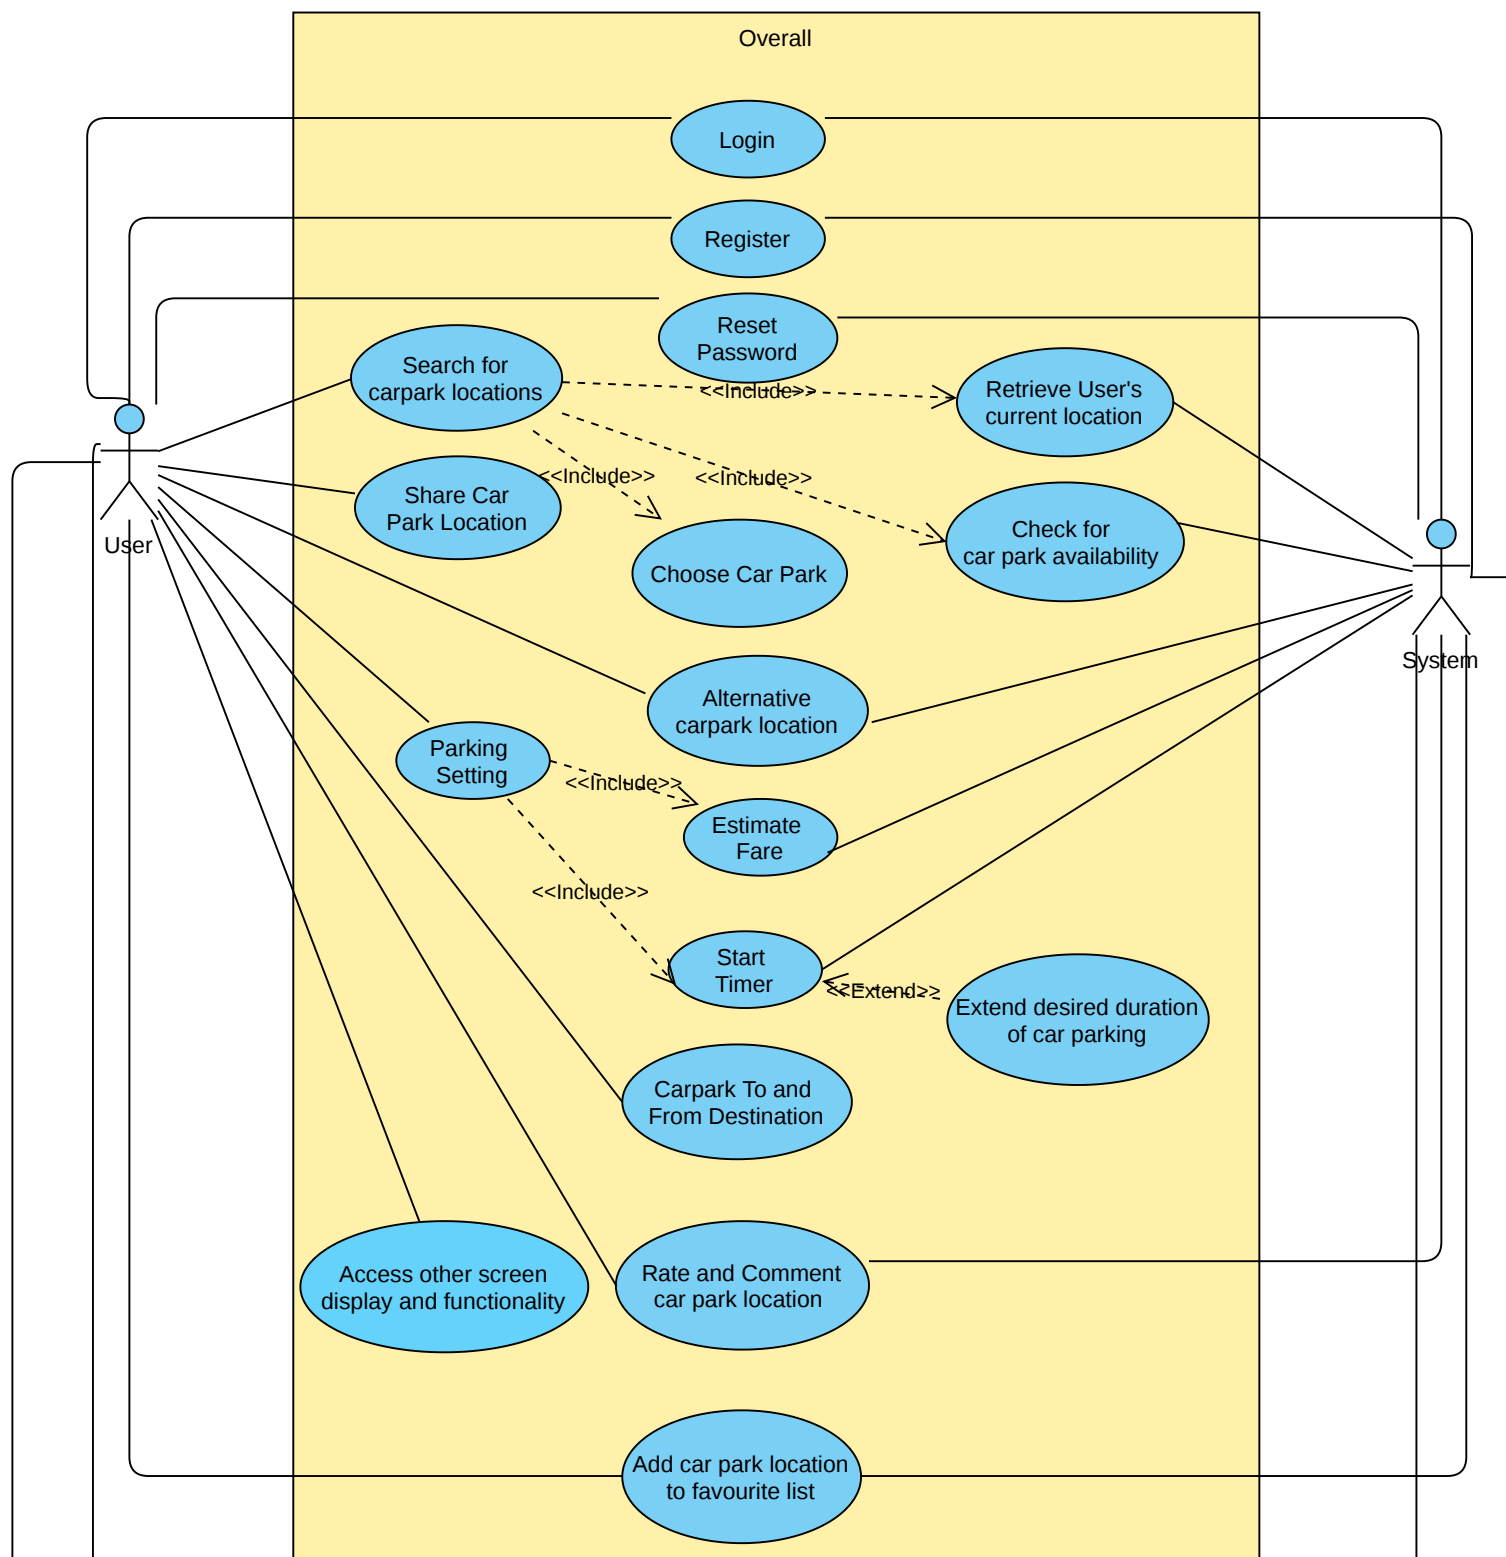 Overall
Login
Register
Reset
Password
Search for
carpark locations
<<Include>>
Retrieve User's
current location
<<Include>>
<<Include>>
Share Car
Park Location
Check for
car park availability
User
Choose Car Park
System
Alternative
carpark location
Parking
Setting
<<Include>>
Estimate
Fare
<<Include>>
Start
Timer
<<Extend>>
Extend desired duration
of car parking
Carpark To and
From Destination
Access other screen
display and functionality
Rate and Comment
car park location
Add car park location
to favourite list